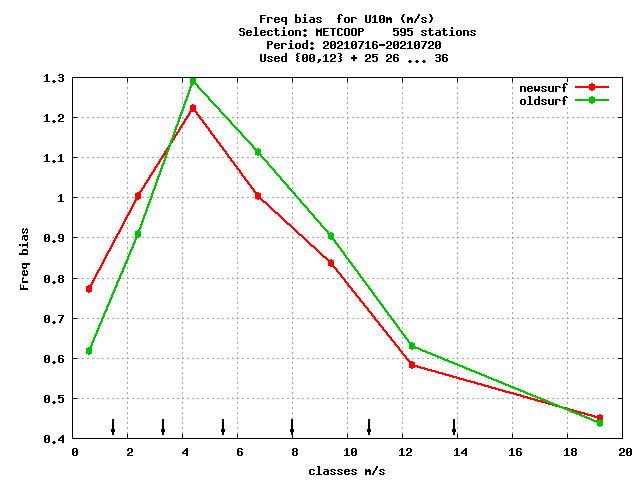 Freq bias  for U10m (m/s)
Selection: METCOOP    595 stations
Period: 20210716-20210720
Used {00,12} + 25 26 ... 36
newsurf
oldsurf
1.3
1.2
1.1
1
0.9
0.8
0.7
0.6
0.5
0.4
Freq bias
0 2 4 6 8 10 12 14 16 18 20
classes m/s